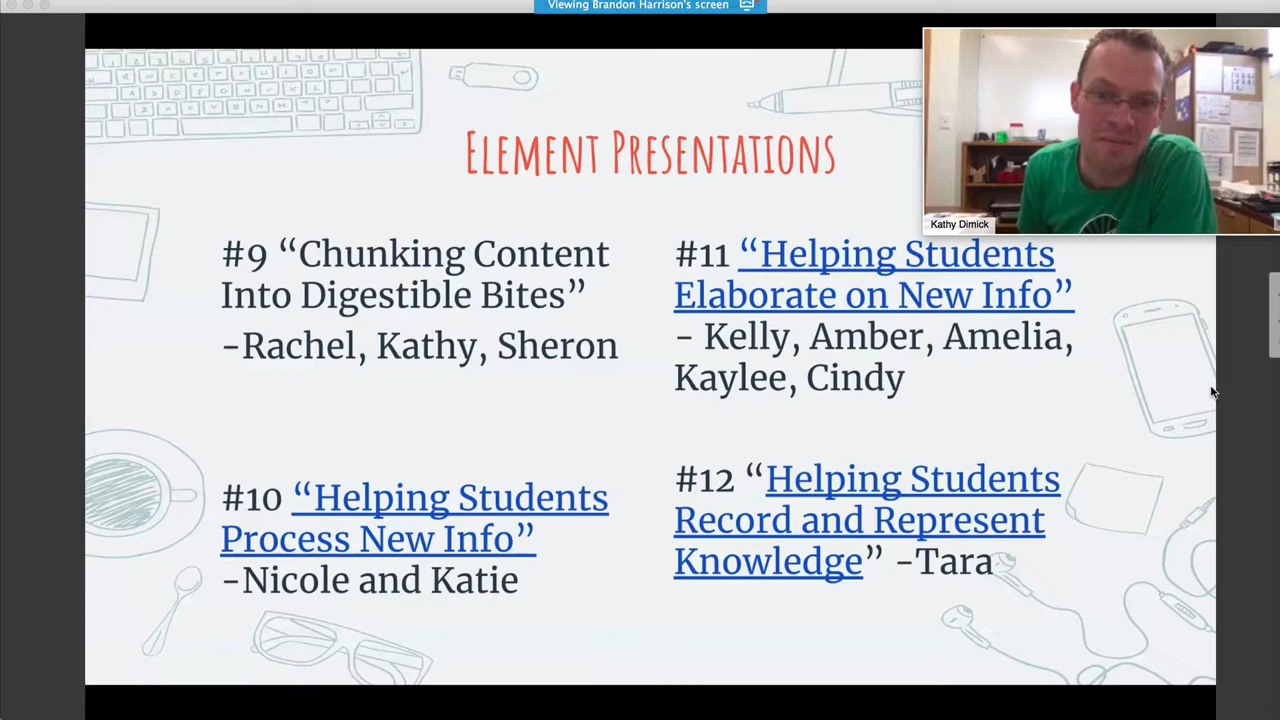 Viewing Brandon Harrison's screen
Kathy Dimick
Element Presentations
#9 “Chunking Content
Into Digestible Bites”
-Rachel, Kathy, Sheron
#10 “Helping Students
Process New Info”
-Nicole and Katie
#11 “Helping Students
Elaborate on New Info”
- Kelly, Amber, Amelia,
Kaylee, Cindy
#12 “Helping Students
Record and Represent
Knowledge” -Tara